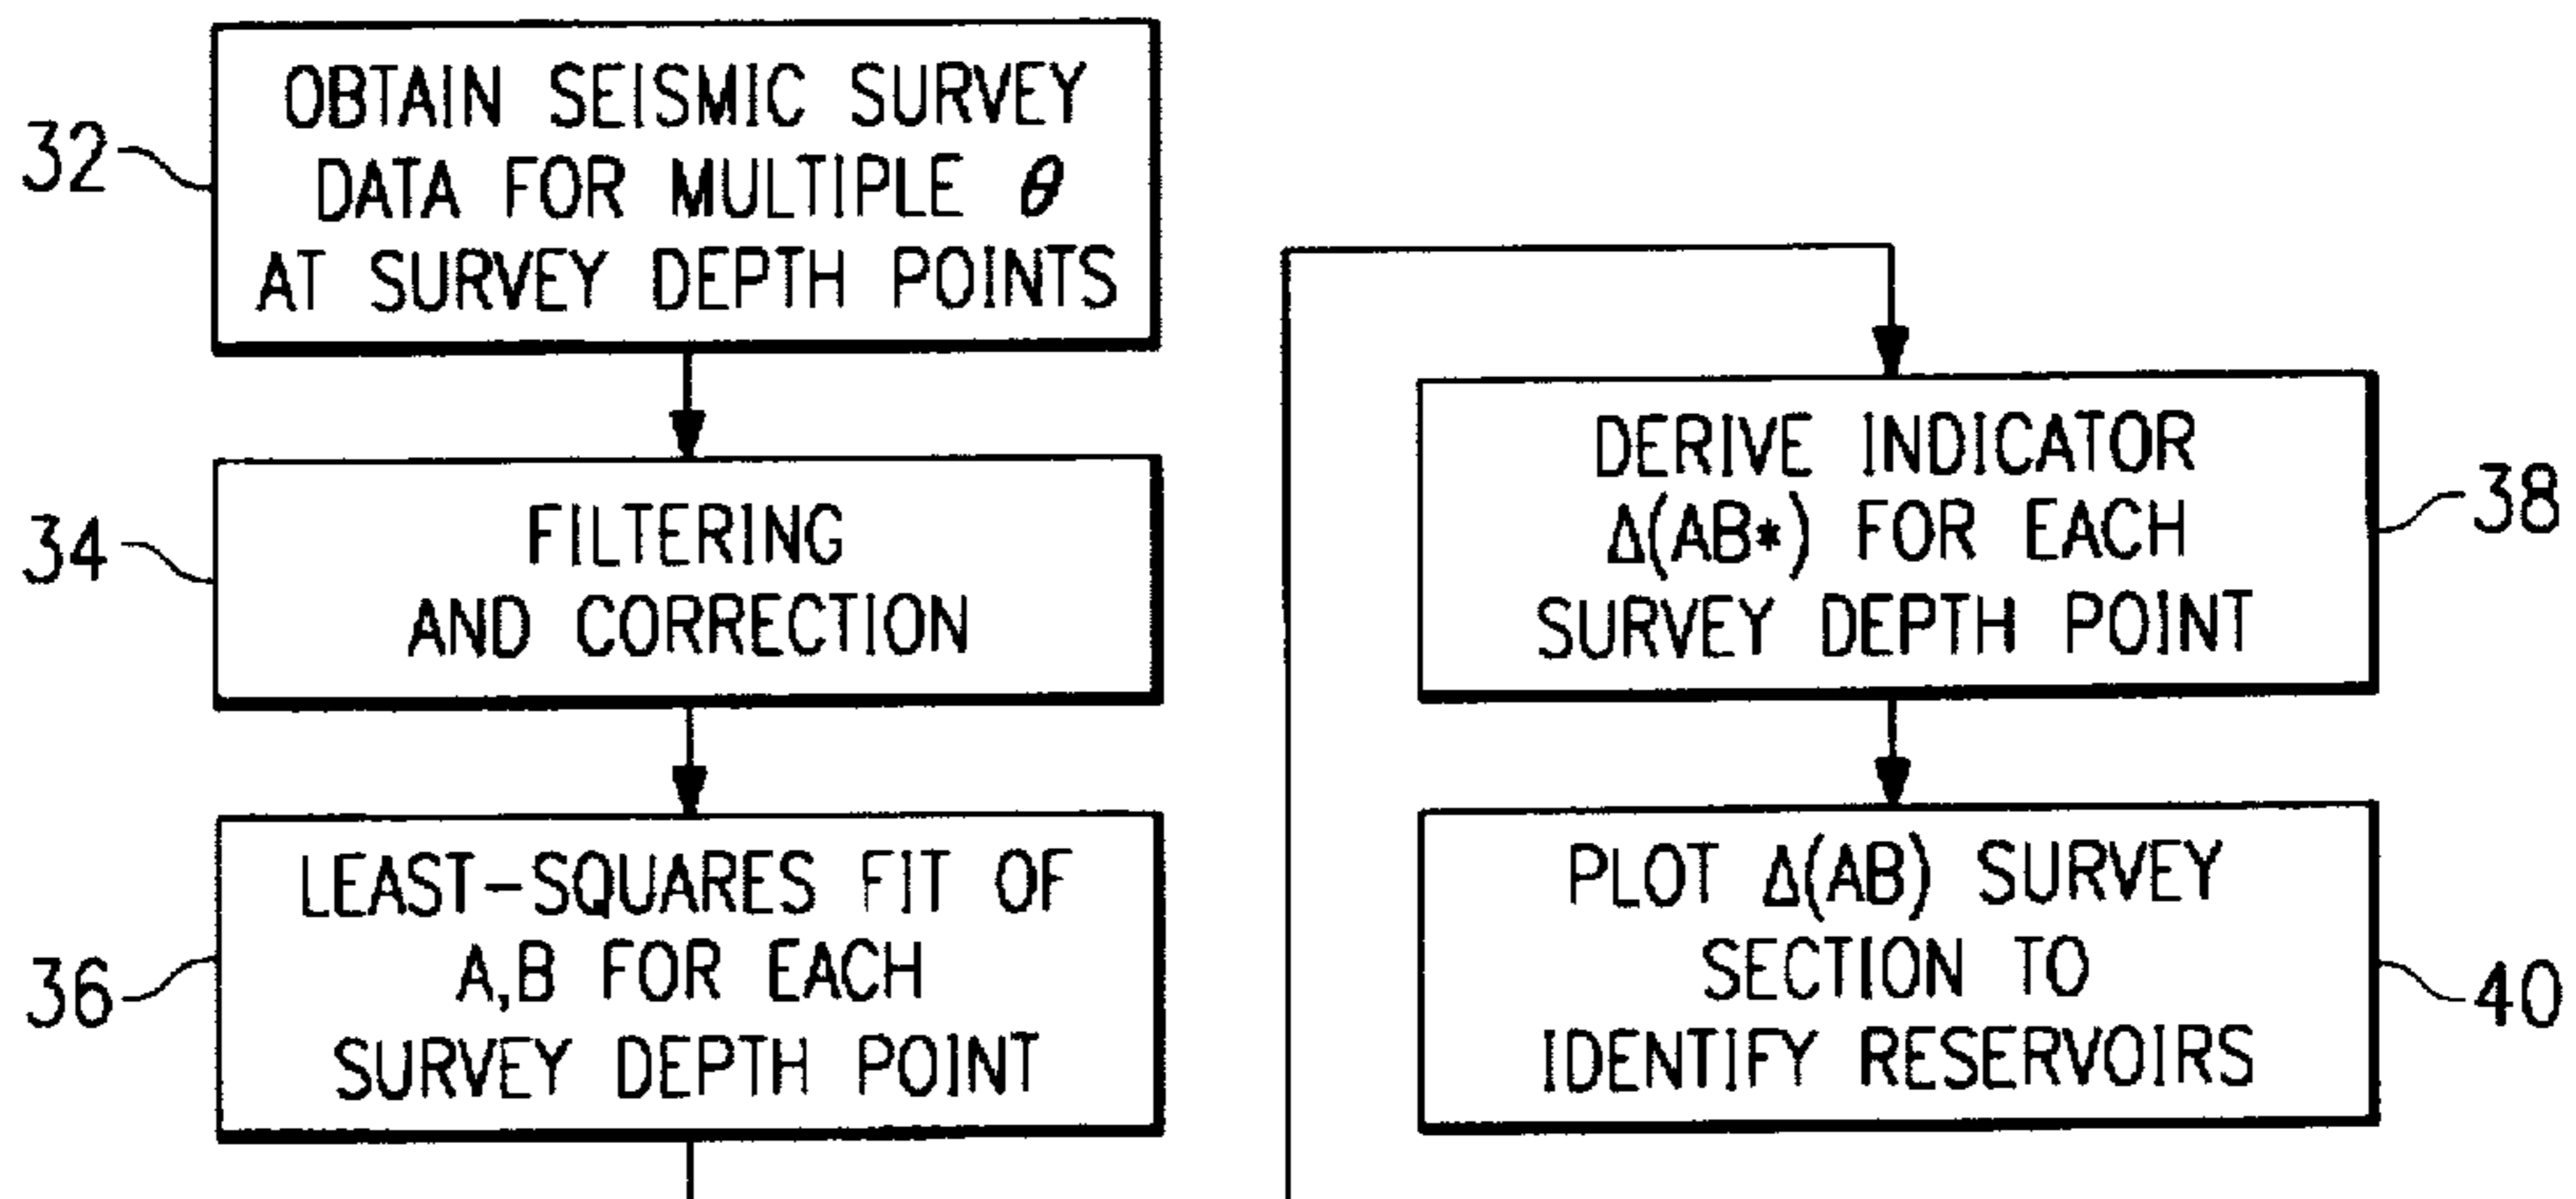 32
OBTAIN SEISMIC SURVEY
DATA FOR MULTIPLE θ
AT SURVEY DEPTH POINTS
34
FILTERING
AND CORRECTION
36
LEAST-SQUARES FIT OF
A,B FOR EACH
SURVEY DEPTH POINT
38
DERIVE INDICATOR
Δ(AB*) FOR EACH
SURVEY DEPTH POINT
40
PLOT Δ(AB) SURVEY
SECTION TO
IDENTIFY RESERVOIRS